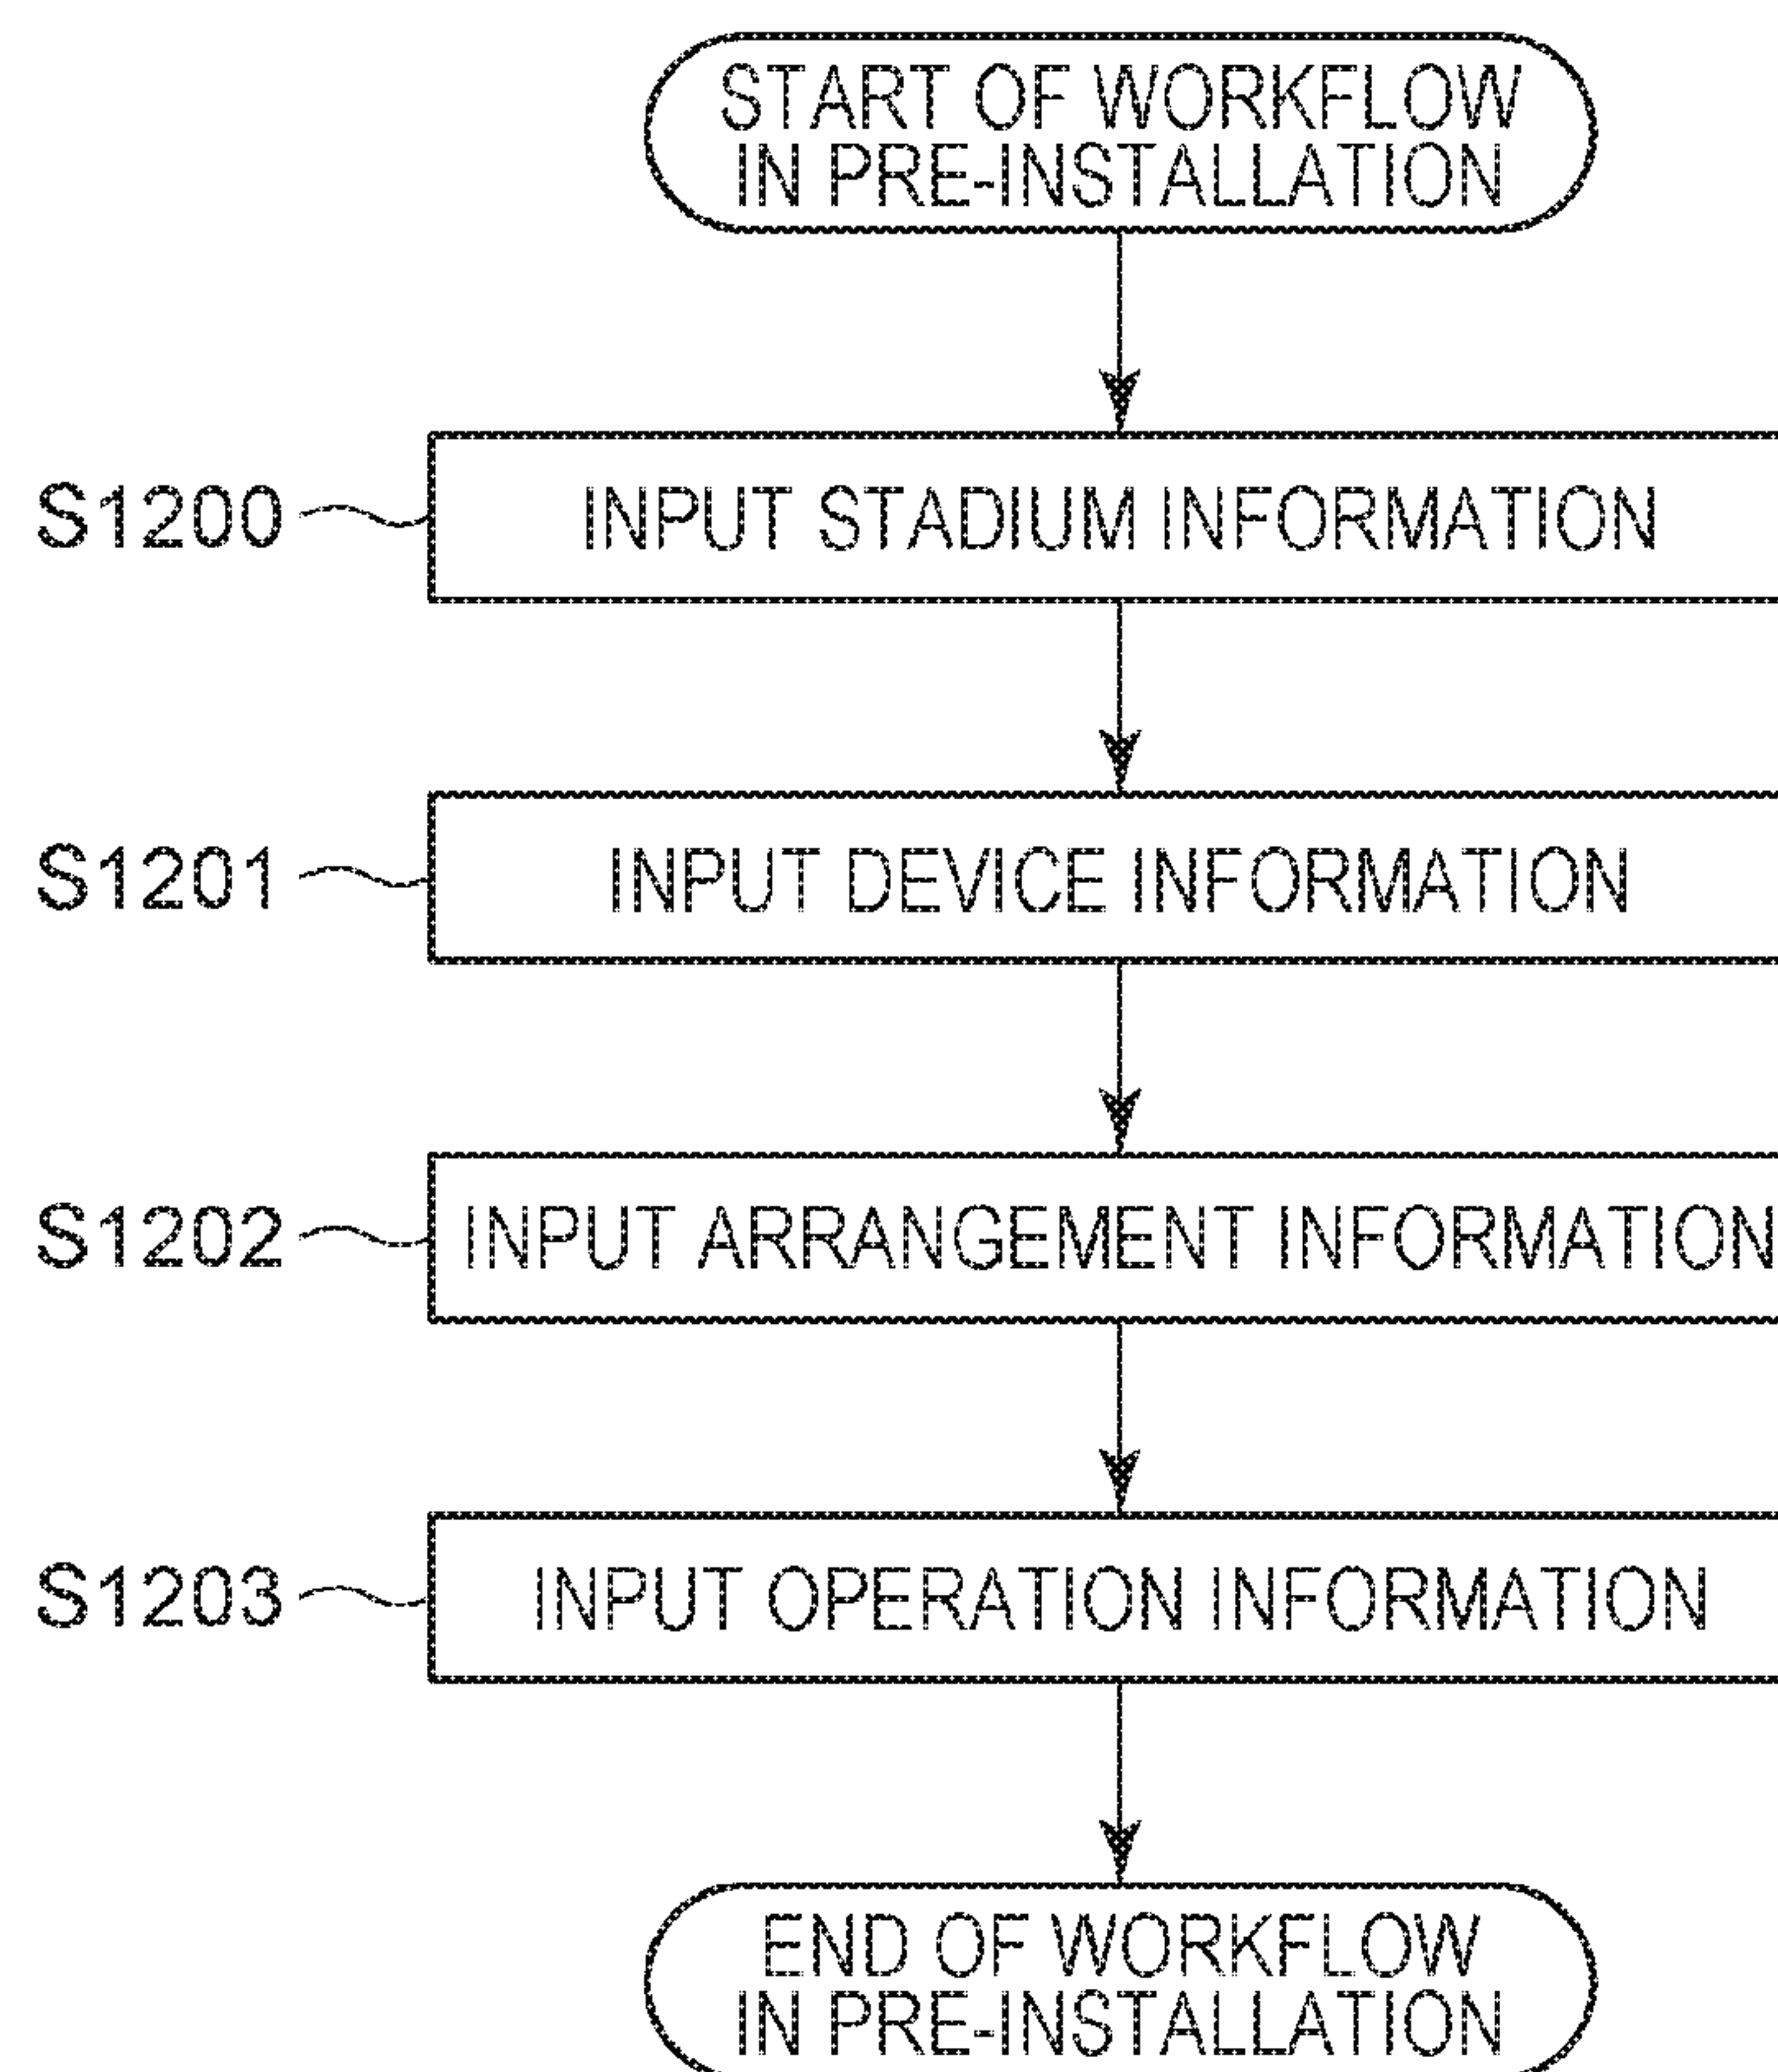 START OF WORKFLOW
IN PRE-INSTALLATION
S1200
INPUT STADIUM INFORMATION
S1201
INPUT DEVICE INFORMATION
S1202
INPUT ARRANGEMENT INFORMATION
S1203
INPUT OPERATION INFORMATION
END OF WORKFLOW
IN PRE-INSTALLATION